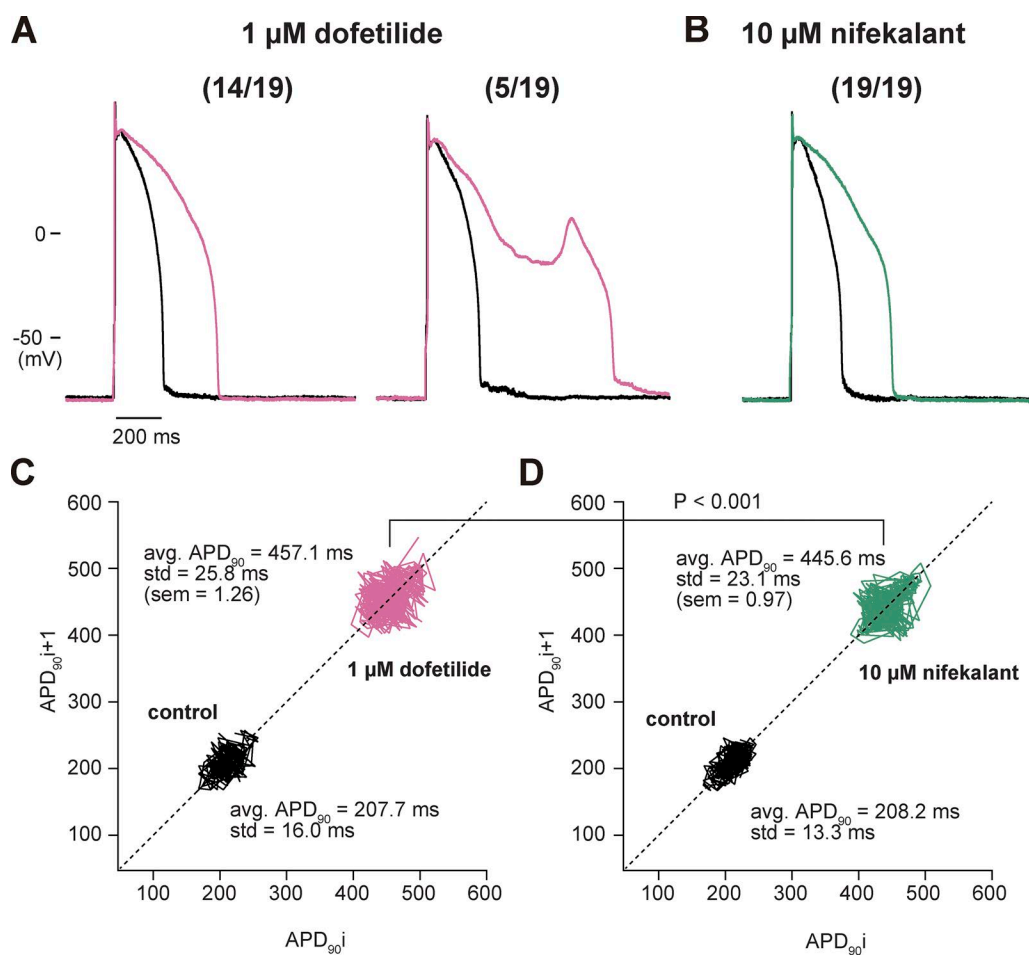 A 1 µM dofetilide
(14/19) (5/19)
B 10 µM nifekalant
(19/19)
0
-50
(mV)
200 ms
C
600
500
400
300
200
100
APD90i+1
avg. APD90 = 457.1 ms
std = 25.8 ms
(sem = 1.26)
1 µM dofetilide
control
avg. APD90 = 207.7 ms
std = 16.0 ms
100 200 300 400 500 600
APD90i
P < 0.001
D
600
500
400
300
200
100
APD90i+1
avg. APD90 = 445.6 ms
std = 23.1 ms
(sem = 0.97)
10 µM nifekalant
control
avg. APD90 = 208.2 ms
std = 13.3 ms
100 200 300 400 500 600
APD90i